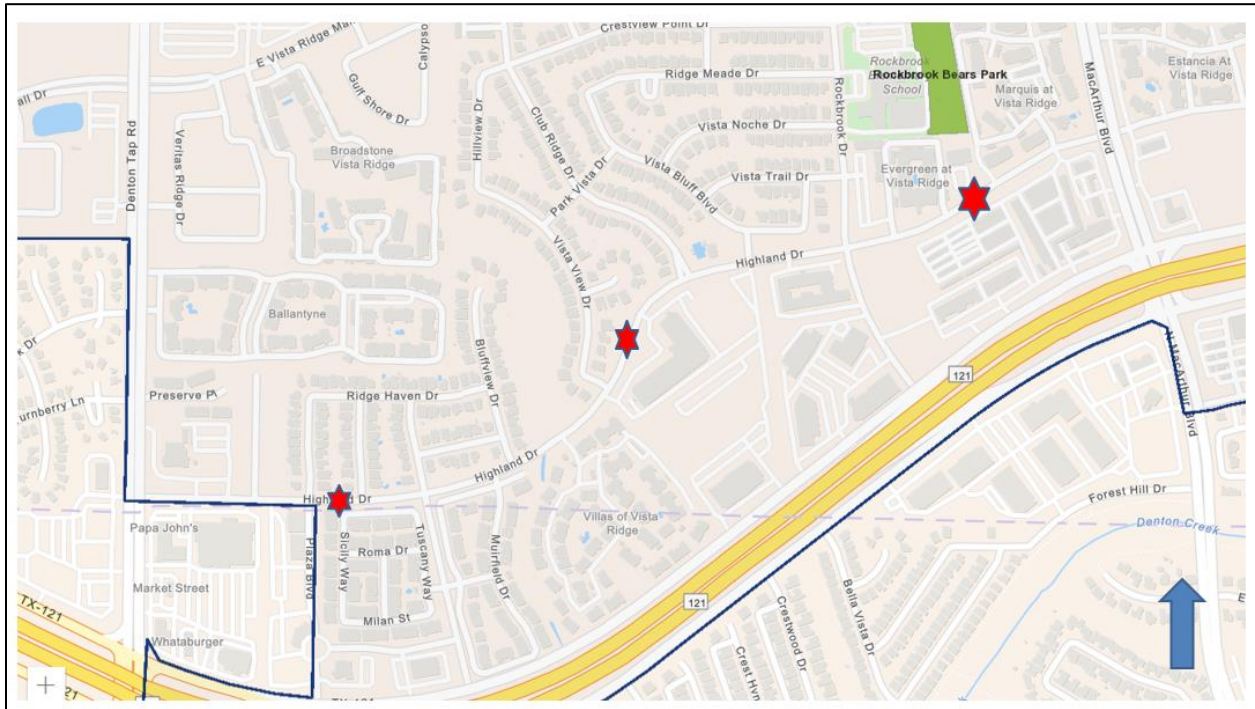 Crestview Point Dr
E Vista Ridge
Calypso
Gulf Shore Dr
Ridge Meade Dr
Rockbrook
Rockbrook Bears Park
School
Marquis at
Vista Ridge
Estancia At
Vista Ridge
MacArthur Blvd
Dr
Denton Tap Rd
Veritas Ridge Dr
Broadstone
Vista Ridge
Hillview Dr
Club Ridge Dr
Park Vista Dr
Vista Noche Dr
Rockbrook Dr
Vista Bluff Blvd
Vista Trail Dr
Evergreen at
Vista Ridge
Vista View Dr
Highland Dr
Ballantyne
Bluffview Dr
121
N MacArthur Blvd
Dr
Turnberry Ln
Preserve Pl
Ridge Haven Dr
Highland Dr
Dr
Forest Hill Dr
Denton Creek
Papa John's
Plaza Blvd
Sicily Way
Roma Dr
Tuscany Way
Muirfield Dr
Villas of Vista
Ridge
Market Street
Milan St
TX-121
Whataburger
121
Bella Vista Dr
Crestwood Dr
Crest Hvn
E
+
21